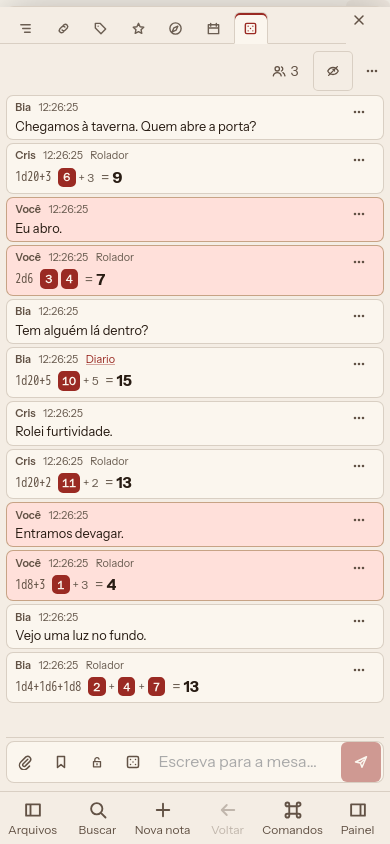 3
Bia 12:26:25
Chegamos à taverna. Quem abre a porta?
Cris 12:26:25 Rolador
1d20+3 6 + 3 = 9
Você 12:26:25
Eu abro.
Você 12:26:25 Rolador
2d6 3 4 = 7
Bia 12:26:25
Tem alguém lá dentro?
Bia 12:26:25 Diario
1d20+5 10 + 5 = 15
Cris 12:26:25
Rolei furtividade.
Cris 12:26:25 Rolador
1d20+2 11 + 2 = 13
Você 12:26:25
Entramos devagar.
Você 12:26:25 Rolador
1d8+3 1 + 3 = 4
Bia 12:26:25
Vejo uma luz no fundo.
Bia 12:26:25 Rolador
1d4+1d6+1d8 2 + 4 + 7 = 13
Escreva para a mesa...
Arquivos Buscar Nova nota Voltar Comandos Painel